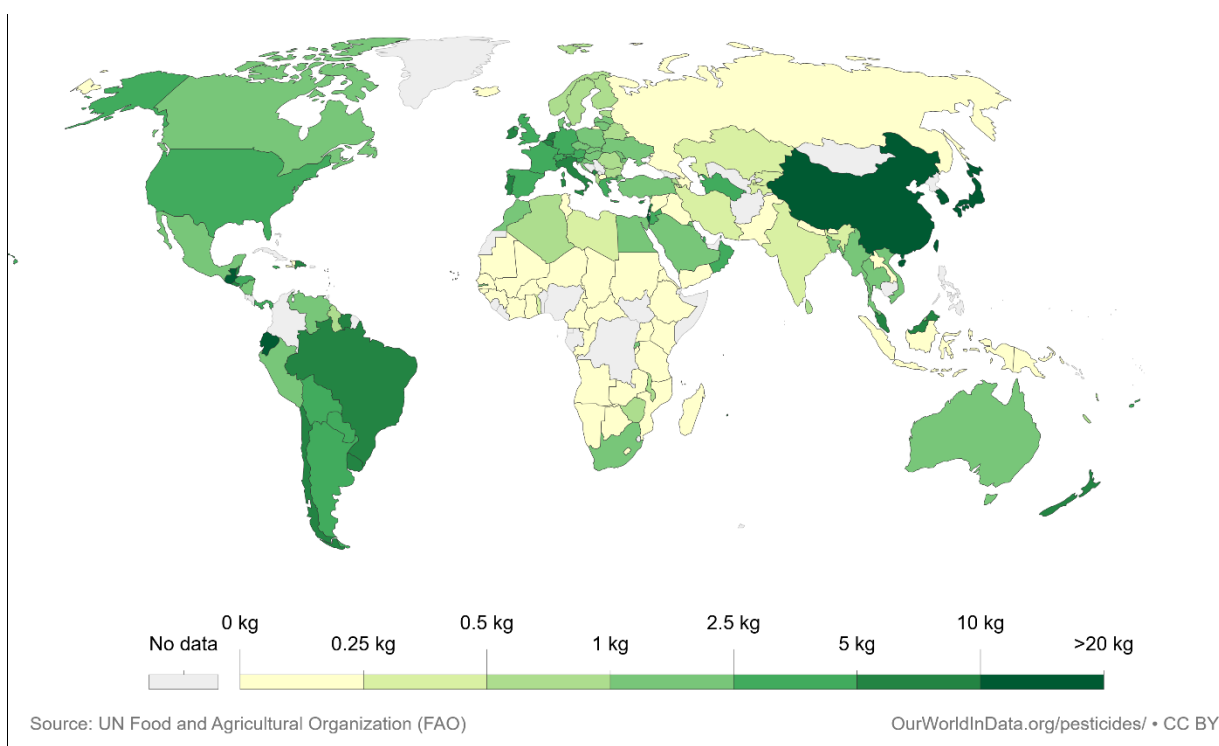 0 kg 0.5 kg 2.5 kg 10 kg
No data 0.25 kg 1 kg 5 kg >20 kg
Source: UN Food and Agricultural Organization (FAO) OurWorldInData.org/pesticides/ • CC BY